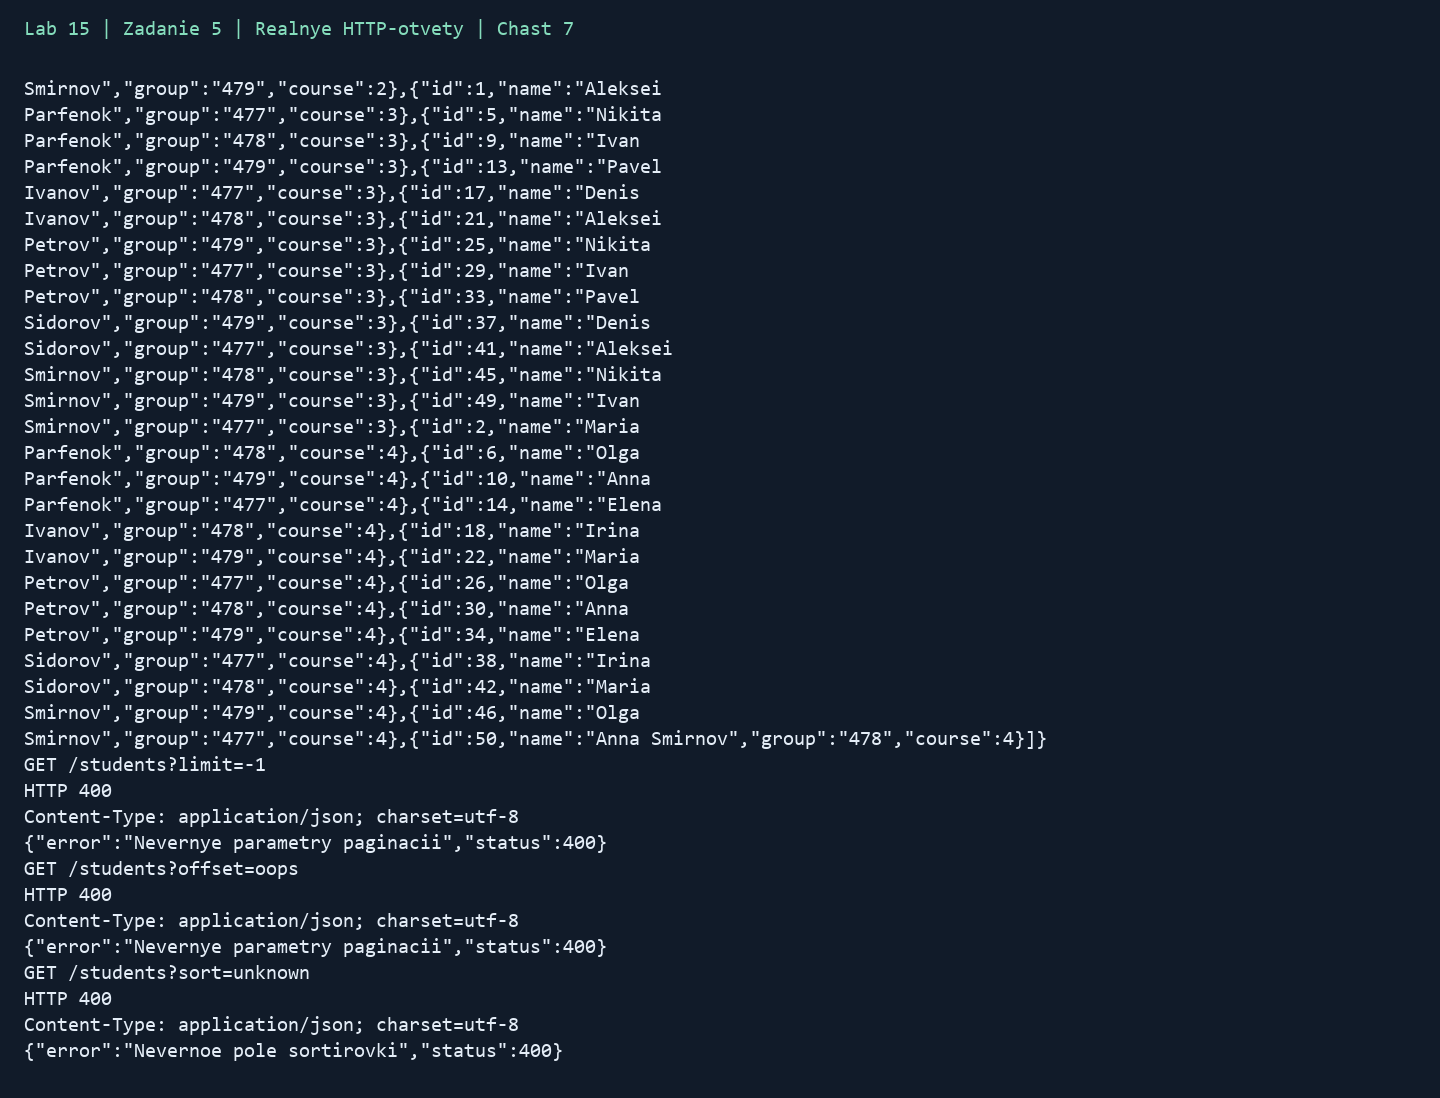 Lab 15 | Zadanie 5 | Realnye HTTP-otvety | Chast 7
Smirnov","group":"479","course":2},{"id":1,"name":"Aleksei
Parfenok","group":"477","course":3},{"id":5,"name":"Nikita
Parfenok","group":"478","course":3},{"id":9,"name":"Ivan
Parfenok","group":"479","course":3},{"id":13,"name":"Pavel
Ivanov","group":"477","course":3},{"id":17,"name":"Denis
Ivanov","group":"478","course":3},{"id":21,"name":"Aleksei
Petrov","group":"479","course":3},{"id":25,"name":"Nikita
Petrov","group":"477","course":3},{"id":29,"name":"Ivan
Petrov","group":"478","course":3},{"id":33,"name":"Pavel
Sidorov","group":"479","course":3},{"id":37,"name":"Denis
Sidorov","group":"477","course":3},{"id":41,"name":"Aleksei
Smirnov","group":"478","course":3},{"id":45,"name":"Nikita
Smirnov","group":"479","course":3},{"id":49,"name":"Ivan
Smirnov","group":"477","course":3},{"id":2,"name":"Maria
Parfenok","group":"478","course":4},{"id":6,"name":"Olga
Parfenok","group":"479","course":4},{"id":10,"name":"Anna
Parfenok","group":"477","course":4},{"id":14,"name":"Elena
Ivanov","group":"478","course":4},{"id":18,"name":"Irina
Ivanov","group":"479","course":4},{"id":22,"name":"Maria
Petrov","group":"477","course":4},{"id":26,"name":"Olga
Petrov","group":"478","course":4},{"id":30,"name":"Anna
Petrov","group":"479","course":4},{"id":34,"name":"Elena
Sidorov","group":"477","course":4},{"id":38,"name":"Irina
Sidorov","group":"478","course":4},{"id":42,"name":"Maria
Smirnov","group":"479","course":4},{"id":46,"name":"Olga
Smirnov","group":"477","course":4},{"id":50,"name":"Anna Smirnov","group":"478","course":4}]}
GET /students?limit=-1
HTTP 400
Content-Type: application/json; charset=utf-8
{"error":"Nevernye parametry paginacii","status":400}
GET /students?offset=oops
HTTP 400
Content-Type: application/json; charset=utf-8
{"error":"Nevernye parametry paginacii","status":400}
GET /students?sort=unknown
HTTP 400
Content-Type: application/json; charset=utf-8
{"error":"Nevernoe pole sortirovki","status":400}